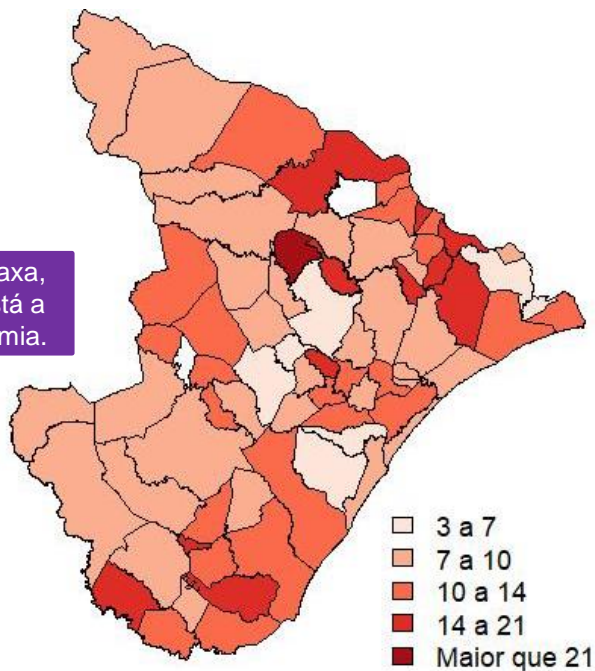 axa,
stá a
mia.
3 a 7
7 a 10
10 a 14
14 a 21
Maior que 21